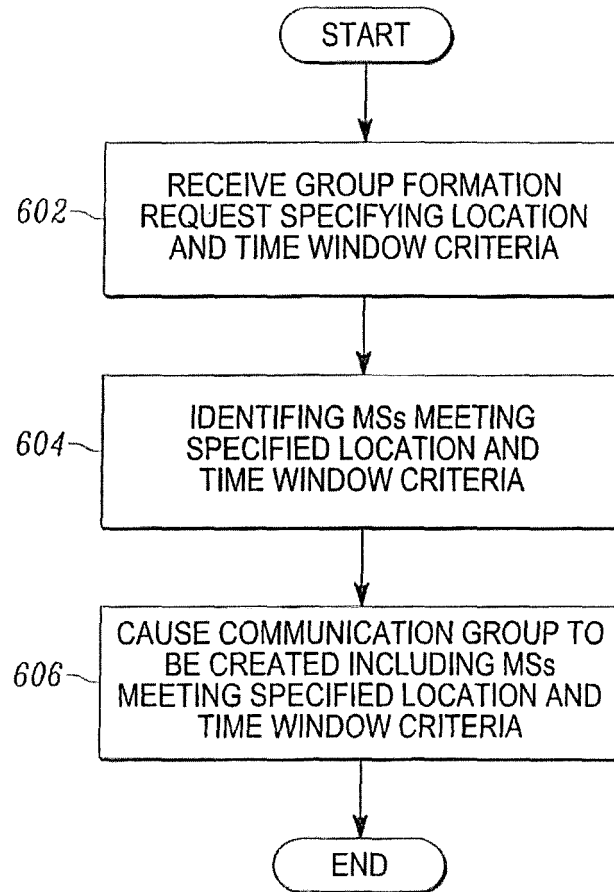 START
602
RECEIVE GROUP FORMATION
REQUEST SPECIFYING LOCATION
AND TIME WINDOW CRITERIA
604
IDENTIFING MSs MEETING
SPECIFIED LOCATION AND
TIME WINDOW CRITERIA
606
CAUSE COMMUNICATION GROUP TO
BE CREATED INCLUDING MSs
MEETING SPECIFIED LOCATION AND
TIME WINDOW CRITERIA
END